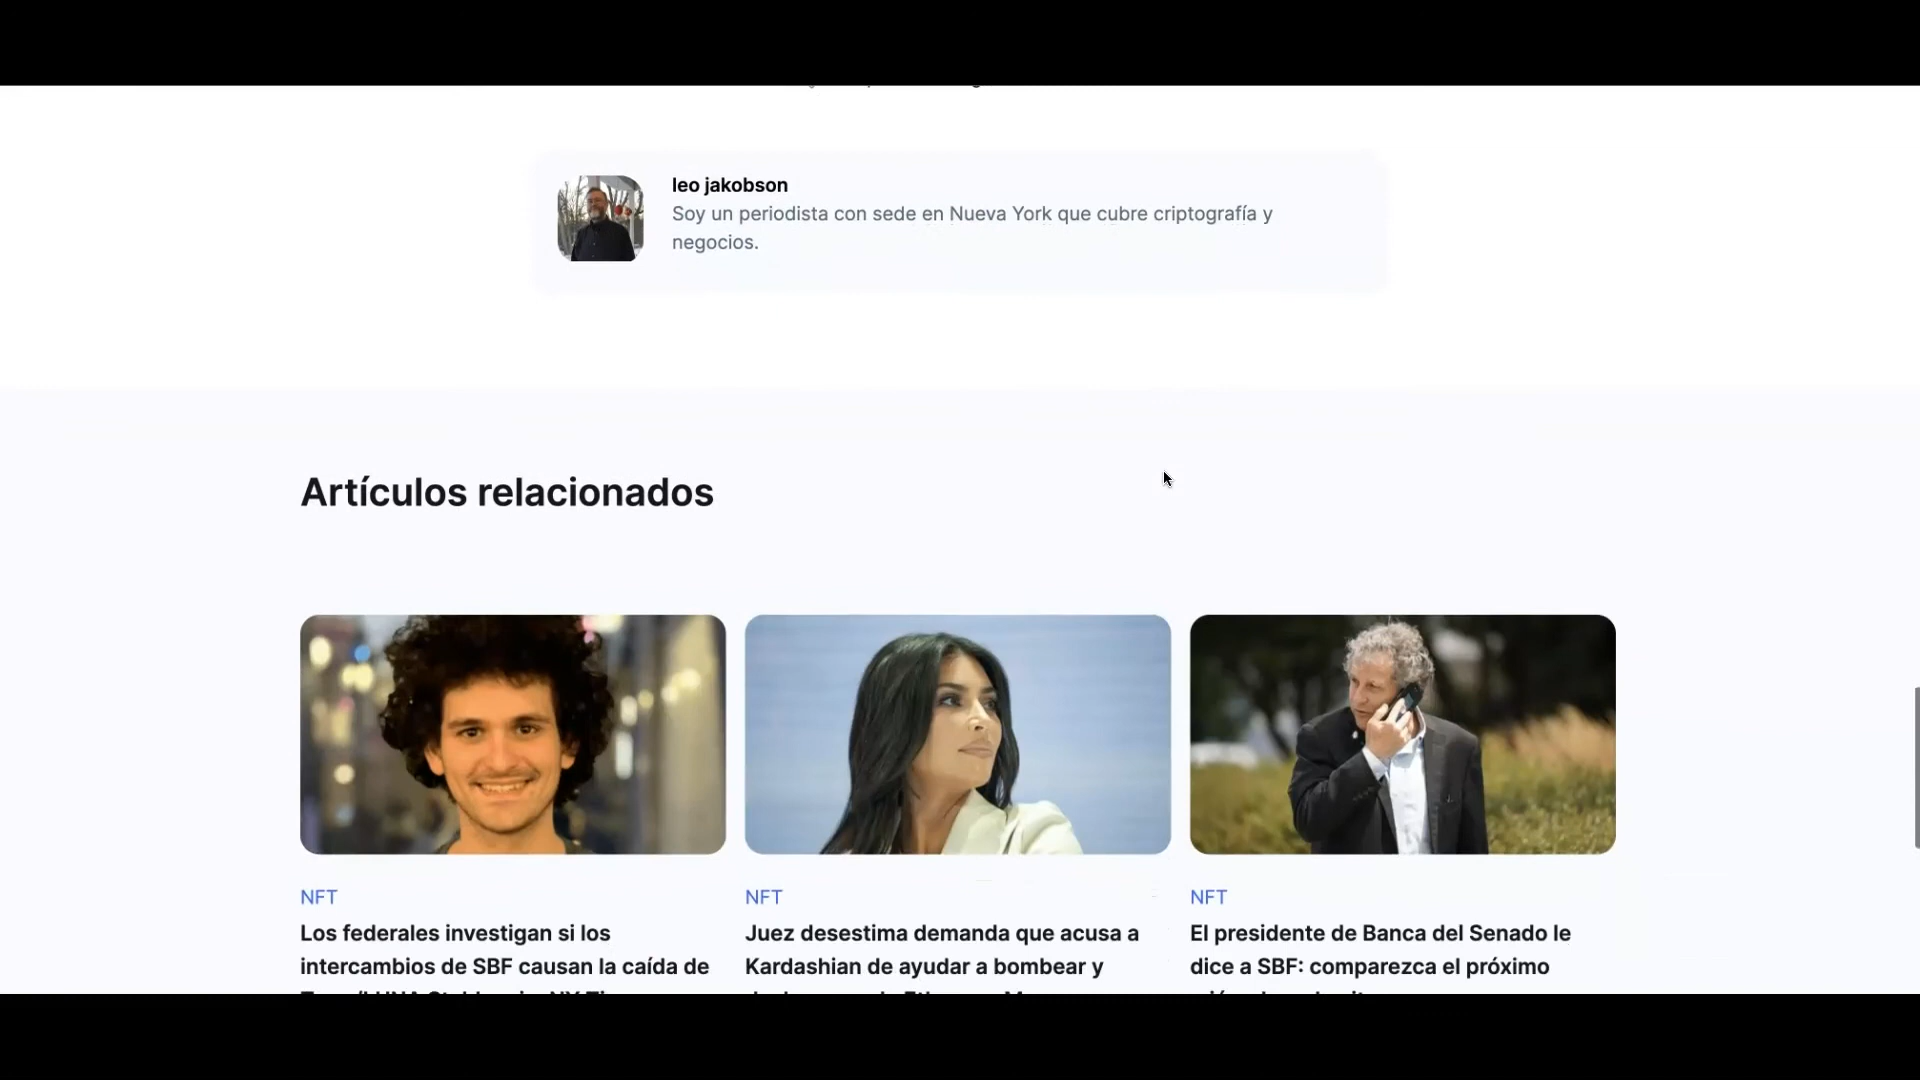 leo jakobson
Soy un periodista con sede en Nueva York que cubre criptografía y
negocios.
Artículos relacionados
NFT
Los federales investigan si los
intercambios de SBF causan la caída de
NFT
Juez desestima demanda que acusa a
Kardashian de ayudar a bombear y
NFT
El presidente de Banca del Senado le
dice a SBF: comparezca el próximo